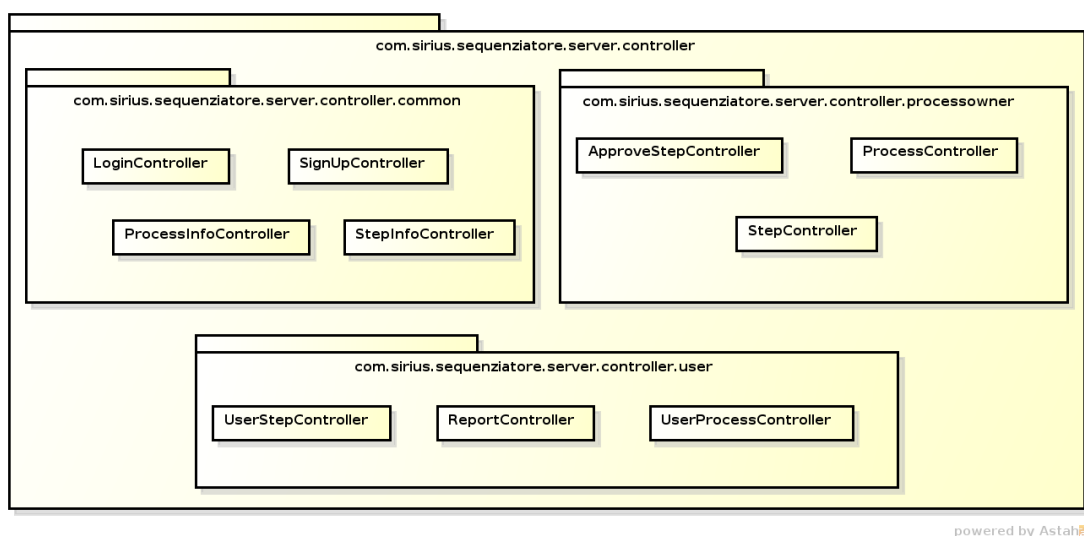 com.sirius.sequenziatore.server.controller
com.sirius.sequenziatore.server.controller.common
com.sirius.sequenziatore.server.controller.processowner
LoginController
SignUpController
ApproveStepController
ProcessController
ProcessInfoController
StepInfoController
StepController
com.sirius.sequenziatore.server.controller.user
UserStepController
ReportController
UserProcessController
powered by Astah